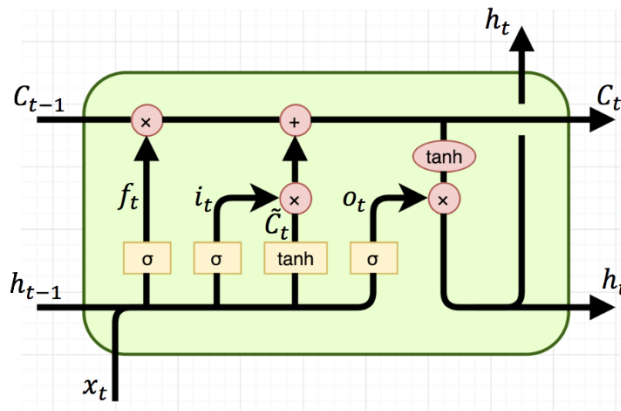 h_t
C_{t-1} × + C_t
tanh
f_t i_t × o_t ×
C̃_t
σ σ tanh σ
h_{t-1} h_t
x_t